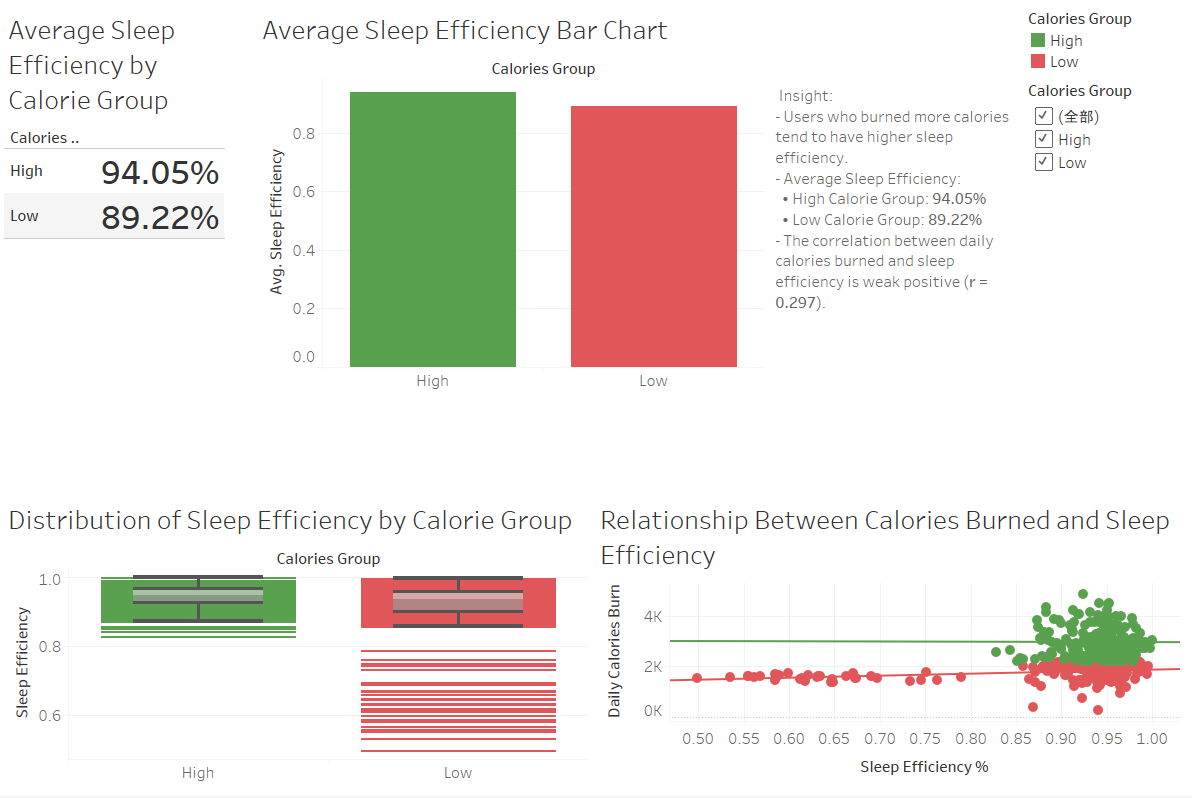 Average Sleep
Efficiency by
Calorie Group
Calories ..
High 94.05%
Low 89.22%
Average Sleep Efficiency Bar Chart
Calories Group
Avg. Sleep Efficiency
0.8
0.6
0.4
0.2
0.0
High Low
Insight:
- Users who burned more calories
tend to have higher sleep
efficiency.
- Average Sleep Efficiency:
• High Calorie Group: 94.05%
• Low Calorie Group: 89.22%
- The correlation between daily
calories burned and sleep
efficiency is weak positive (r =
0.297).
Calories Group
High
Low
Calories Group
(全部)
High
Low
Distribution of Sleep Efficiency by Calorie Group
Calories Group
Sleep Efficiency
1.0
0.8
0.6
High Low
Relationship Between Calories Burned and Sleep
Efficiency
Daily Calories Burn
4K
2K
0K
0.50 0.55 0.60 0.65 0.70 0.75 0.80 0.85 0.90 0.95 1.00
Sleep Efficiency %